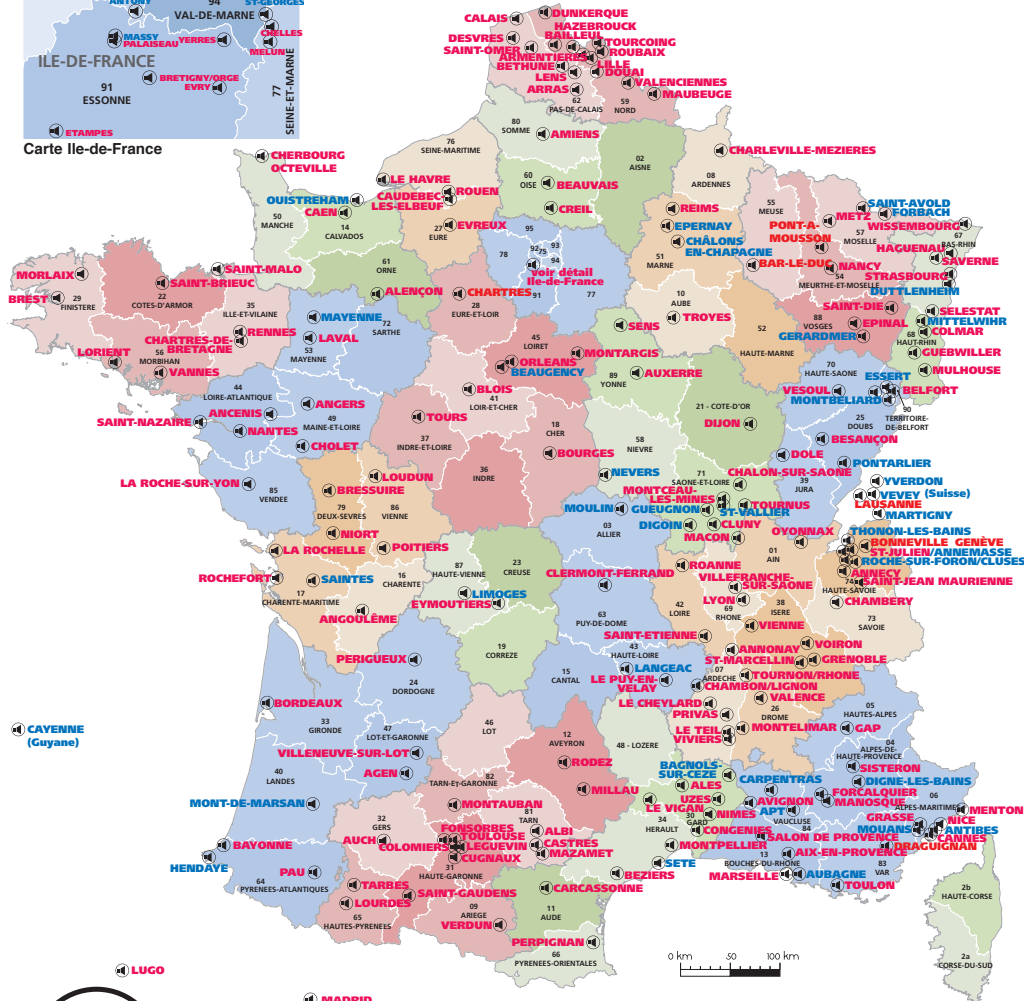 ANTONY
94
VAL-DE-MARNE
ST-GEORGES
MASSY
PALAISEAU
YERRES
CHELLES
MELUN
ILE-DE-FRANCE
BRETIGNY/ORGE
EVRY
91
ESSONNE
77
SEINE-ET-MARNE
ETAMPES
Carte Ile-de-France
CALAIS
DUNKERQUE
HAZEBROUCK
DESVRES
BAILLEUL
TOURCOING
SAINT-OMER
ROUBAIX
ARMENTIERES
LILLE
BETHUNE
DOUAI
LENS
VALENCIENNES
ARRAS
MAUBEUGE
62
PAS-DE-CALAIS
59
NORD
80
SOMME
AMIENS
76
SEINE-MARITIME
02
AISNE
CHARLEVILLE-MEZIERES
08
ARDENNES
CHERBOURG
OCTEVILLE
LE HAVRE
ROUEN
CAUDEBEC-
LES-ELBEUF
60
OISE
BEAUVAIS
CREIL
OUISTREHAM
CAEN
50
MANCHE
14
CALVADOS
27
EURE
EVREUX
REIMS
EPERNAY
CHÂLONS
EN-CHAPAGNE
51
MARNE
55
MEUSE
PONT-A-
MOUSSON
METZ
SAINT-AVOLD
FORBACH
57
MOSELLE
WISSEMBOURG
67
BAS-RHIN
HAGUENAU
SAVERNE
STRASBOURG
DUTTLENHEIM
BAR-LE-DUC
NANCY
54
MEURTHE-ET-MOSELLE
95
92
75
93
94
78
voir détail
Ile-de-France
91
77
61
ORNE
ALENÇON
CHARTRES
28
EURE-ET-LOIR
SAINT-MALO
MORLAIX
SAINT-BRIEUC
BREST
29
FINISTERE
22
COTES-D'ARMOR
35
ILLE-ET-VILAINE
RENNES
CHARTRES-DE-
BRETAGNE
LORIENT
56
MORBIHAN
VANNES
MAYENNE
72
SARTHE
LAVAL
53
MAYENNE
10
AUBE
TROYES
SENS
52
HAUTE-MARNE
SAINT-DIE
88
VOSGES
EPINAL
GERARDMER
SELESTAT
MITTELWIHR
COLMAR
68
HAUT-RHIN
GUEBWILLER
MULHOUSE
45
LOIRET
MONTARGIS
ORLEANS
BEAUGENCY
89
YONNE
AUXERRE
BLOIS
41
LOIR-ET-CHER
70
HAUTE-SAONE
ESSERT
VESOUL
BELFORT
MONTBELIARD
90
TERRITOIRE-
DE-BELFORT
25
DOUBS
BESANÇON
44
LOIRE-ATLANTIQUE
ANCENIS
ANGERS
49
MAINE-ET-LOIRE
SAINT-NAZAIRE
NANTES
CHOLET
TOURS
37
INDRE-ET-LOIRE
18
CHER
BOURGES
21 - COTE-D'OR
DIJON
58
NIEVRE
NEVERS
DOLE
PONTARLIER
CHALON-SUR-SAONE
39
JURA
71
SAONE-ET-LOIRE
LA ROCHE-SUR-YON
85
VENDEE
LOUDUN
BRESSUIRE
79
DEUX-SEVRES
86
VIENNE
36
INDRE
MONTCEAU-
LES-MINES
TOURNUS
MOULIN
GUEUGNON
ST-VALLIER
DIGOIN
CLUNY
MACON
YVERDON
VEVEY
(Suisse)
LAUSANNE
MARTIGNY
THONON-LES-BAINS
BONNEVILLE
GENÈVE
ST-JULIEN/ANNEMASSE
ROCHE-SUR-FORON/CLUSES
ANNECY
74
HAUTE-SAVOIE
SAINT-JEAN MAURIENNE
OYONNAX
01
AIN
NIORT
POITIERS
LA ROCHELLE
ROCHEFORT
SAINTES
17
CHARENTE-MARITIME
16
CHARENTE
ANGOULÊME
87
HAUTE-VIENNE
LIMOGES
EYMOUTIERS
23
CREUSE
03
ALLIER
CLERMONT-FERRAND
63
PUY-DE-DOME
ROANNE
VILLEFRANCHE-
SUR-SAONE
LYON
42
LOIRE
69
RHONE
38
ISERE
VIENNE
CHAMBERY
73
SAVOIE
SAINT-ETIENNE
43
HAUTE-LOIRE
ANNONAY
VOIRON
ST-MARCELLIN
GRENOBLE
LANGEAC
LE PUY-EN-
VELAY
07
ARDECHE
TOURNON/RHONE
CHAMBON/LIGNON
VALENCE
LE CHEYLARD
PRIVAS
26
DROME
LE TEIL
MONTELIMAR
VIVIERS
19
CORREZE
15
CANTAL
PERIGUEUX
24
DORDOGNE
BORDEAUX
33
GIRONDE
CAYENNE
(Guyane)
47
LOT-ET-GARONNE
VILLENEUVE-SUR-LOT
AGEN
46
LOT
12
AVEYRON
RODEZ
MILLAU
48 - LOZERE
05
HAUTES-ALPES
GAP
04
ALPES-DE-
HAUTE-PROVENCE
SISTERON
DIGNE-LES-BAINS
BAGNOLS-
SUR-CEZE
ALES
CARPENTRAS
UZES
AVIGNON
FORCALQUIER
MANOSQUE
APT
LE VIGAN
NIMES
30
GARD
VAUCLUSE
84
06
ALPES-MARITIMES
MENTON
GRASSE
NICE
MOUANS
ANTIBES
CANNES
DRAGUIGNAN
40
LANDES
MONT-DE-MARSAN
82
TARN-ET-GARONNE
MONTAUBAN
81
TARN
32
GERS
AUCH
FONSORBES
TOULOUSE
COLOMIERS
LEGUEVIN
CUGNAUX
ALBI
CASTRES
MAZAMET
34
HERAULT
CONGENIES
MONTPELLIER
SETE
BEZIERS
SALON DE PROVENCE
AIX-EN-PROVENCE
13
BOUCHES-DU-RHONE
MARSEILLE
AUBAGNE
TOULON
83
VAR
BAYONNE
HENDAYE
64
PYRENEES-ATLANTIQUES
PAU
TARBES
LOURDES
65
HAUTES-PYRENEES
31
HAUTE-GARONNE
SAINT-GAUDENS
09
ARIEGE
VERDUN
CARCASSONNE
11
AUDE
PERPIGNAN
66
PYRENEES-ORIENTALES
2b
HAUTE-CORSE
2a
CORSE-DU-SUD
0 km
50
100 km
LUGO
MADRID